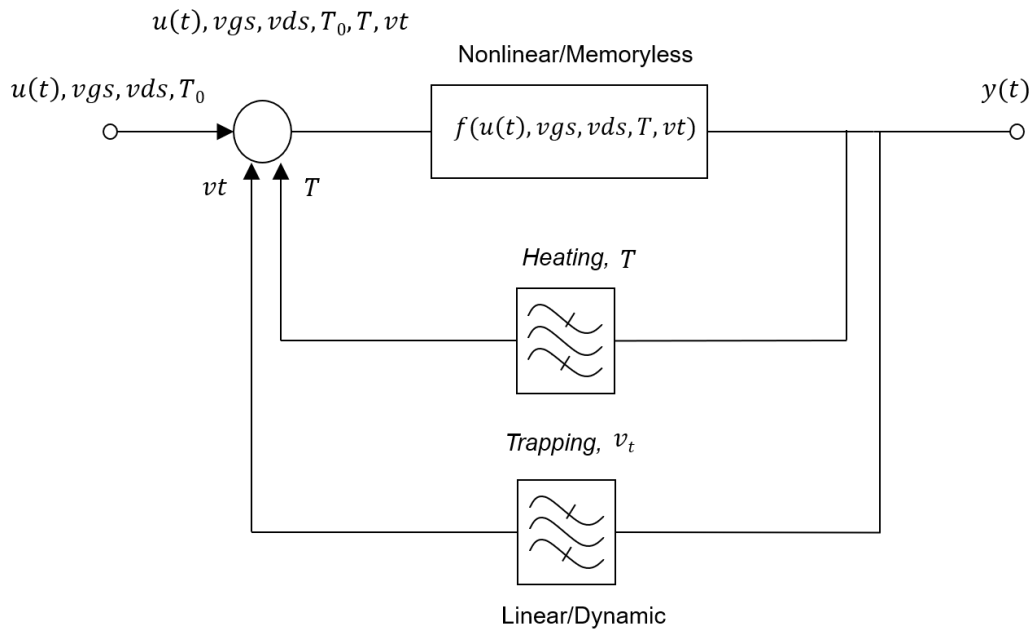 u(t), vgs, vds, T₀, T, vt
Nonlinear/Memoryless
u(t), vgs, vds, T₀
y(t)
f(u(t), vgs, vds, T, vt)
vt
T
Heating, T
Trapping, vₜ
Linear/Dynamic